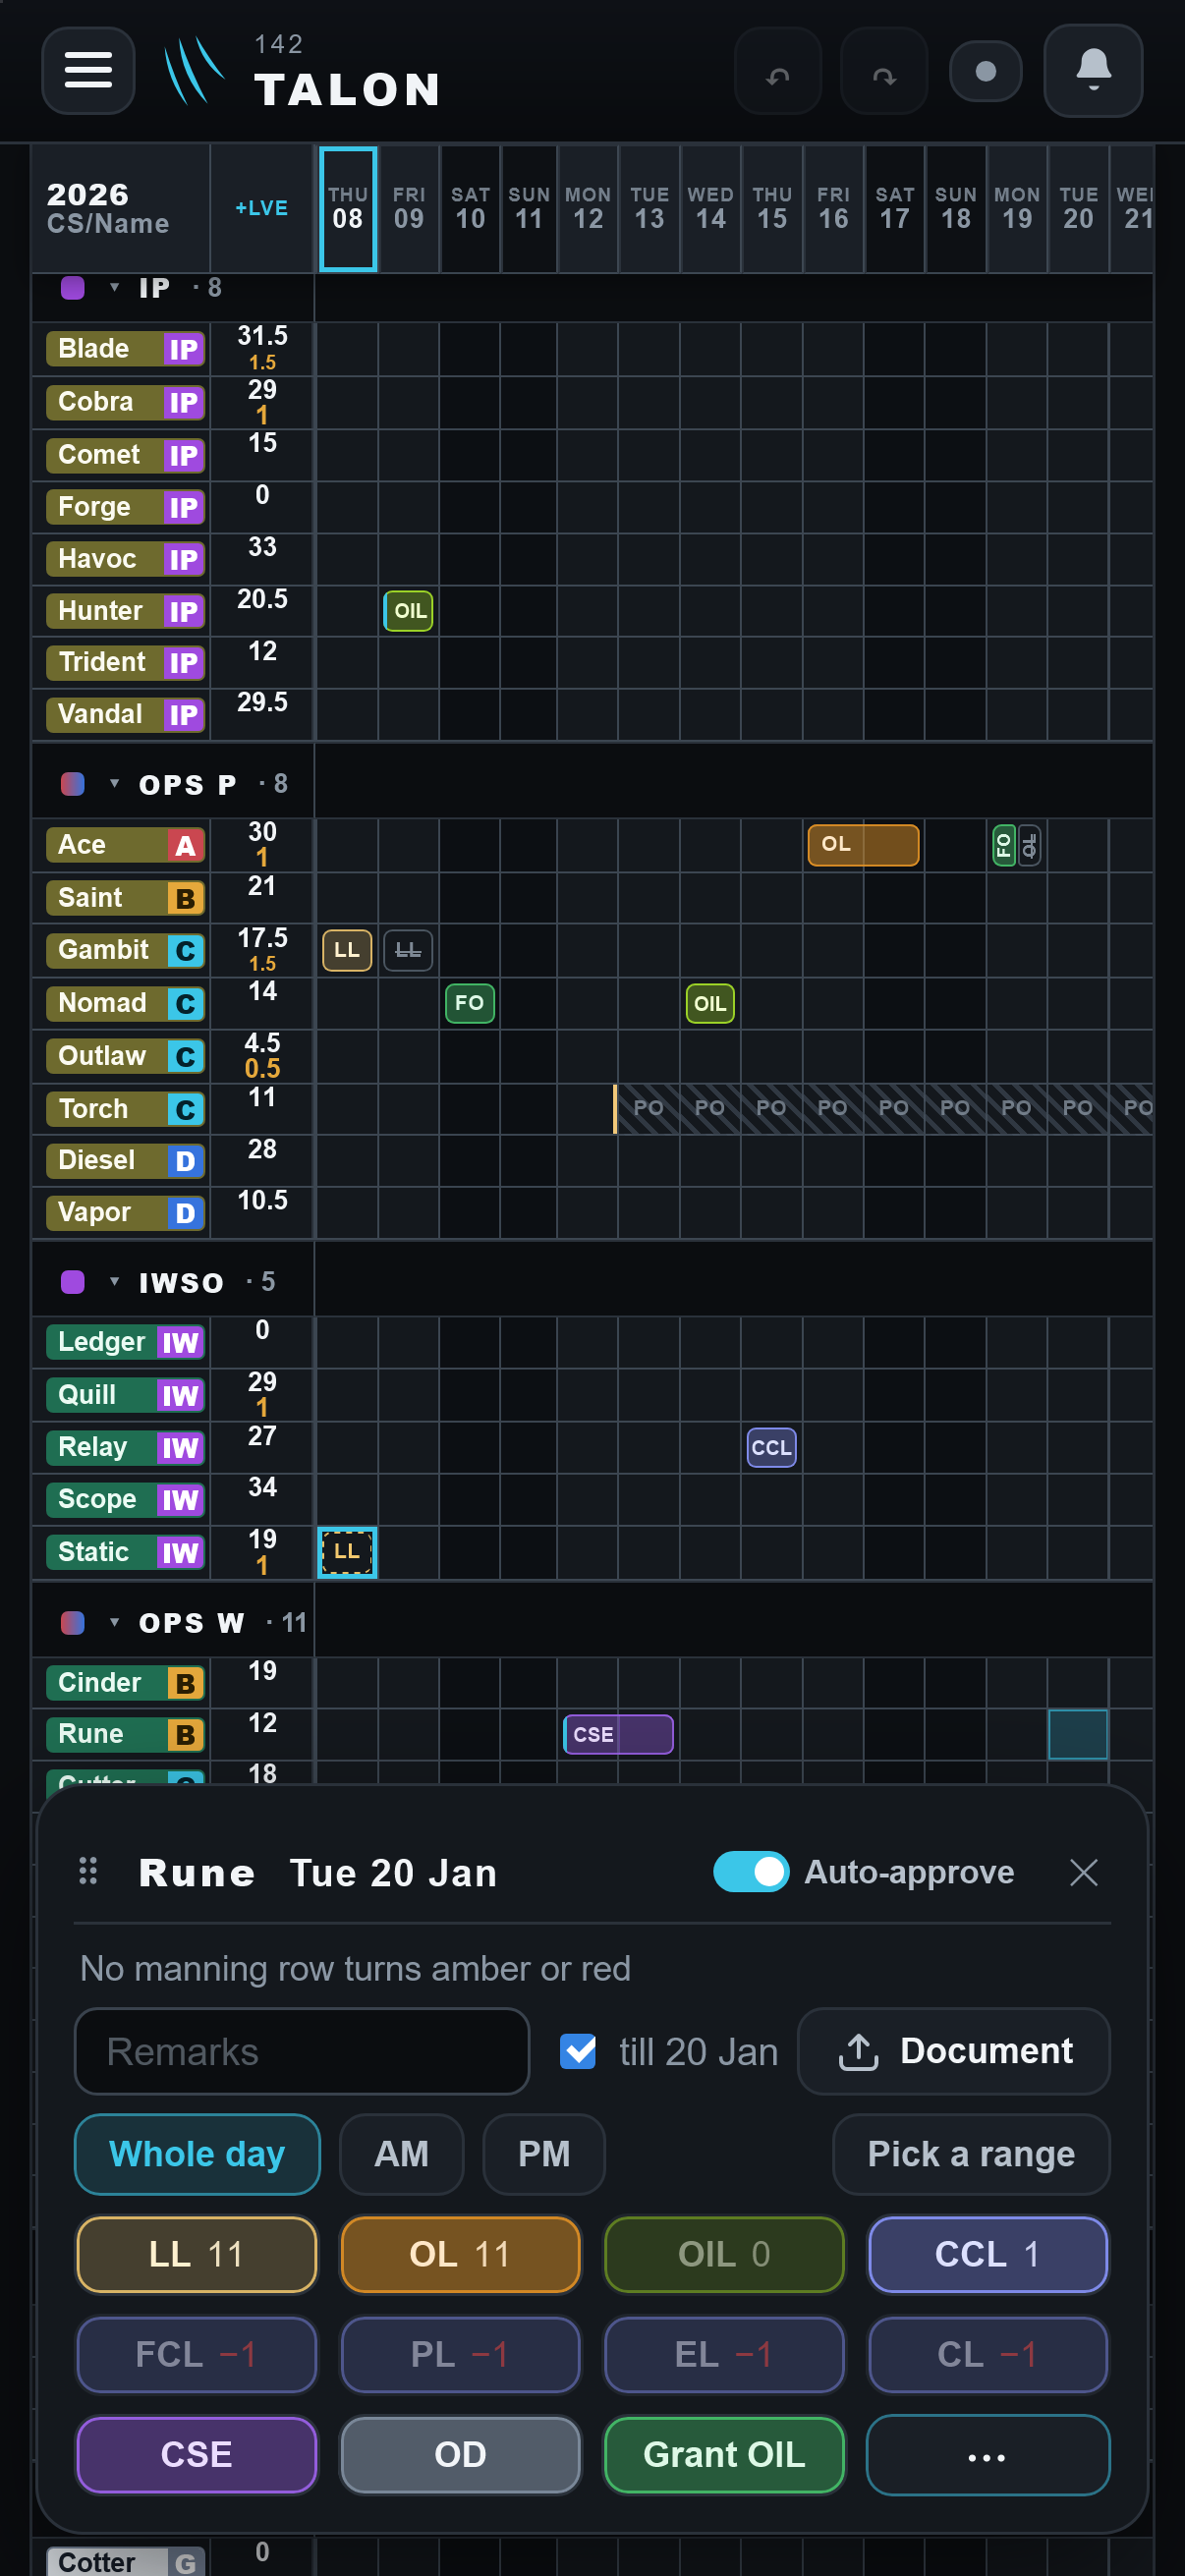 142
TALON
2026
CS/Name
+LVE
THU 08
FRI 09
SAT 10
SUN 11
MON 12
TUE 13
WED 14
THU 15
FRI 16
SAT 17
SUN 18
MON 19
TUE 20
WE 21
IP · 8
Blade IP 31.5 1.5
Cobra IP 29 1
Comet IP 15
Forge IP 0
Havoc IP 33
Hunter IP 20.5 OIL
Trident IP 12
Vandal IP 29.5
OPS P · 8
Ace A 30 1 OL FO OL
Saint B 21
Gambit C 17.5 1.5 LL LL
Nomad C 14 FO OIL
Outlaw C 4.5 0.5
Torch C 11 PO PO PO PO PO PO PO PO PO
Diesel D 28
Vapor D 10.5
IWSO · 5
Ledger IW 0
Quill IW 29 1
Relay IW 27 CCL
Scope IW 34
Static IW 19 1 LL
OPS W · 11
Cinder B 19
Rune B 12 CSE
18
Rune Tue 20 Jan Auto-approve
No manning row turns amber or red
Remarks till 20 Jan Document
Whole day AM PM Pick a range
LL 11 OL 11 OIL 0 CCL 1
FCL −1 PL −1 EL −1 CL −1
CSE OD Grant OIL ...
Cotter G 0